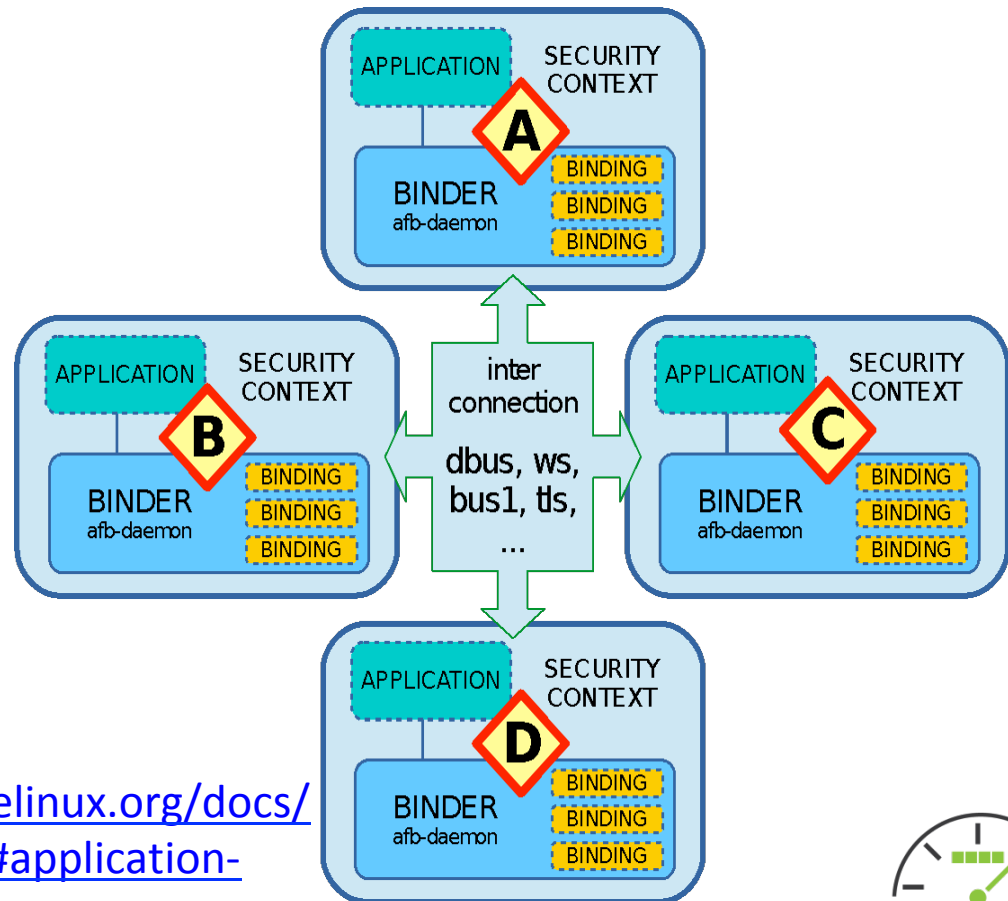 APPLICATION
SECURITY
CONTEXT
A
BINDER
afb-daemon
BINDING
BINDING
BINDING
APPLICATION
SECURITY
CONTEXT
B
BINDER
afb-daemon
BINDING
BINDING
BINDING
inter
connection
dbus, ws,
bus1, tls,
...
APPLICATION
SECURITY
CONTEXT
C
BINDER
afb-daemon
BINDING
BINDING
BINDING
APPLICATION
SECURITY
CONTEXT
D
BINDER
afb-daemon
BINDING
BINDING
BINDING
elinux.org/docs/
#application-